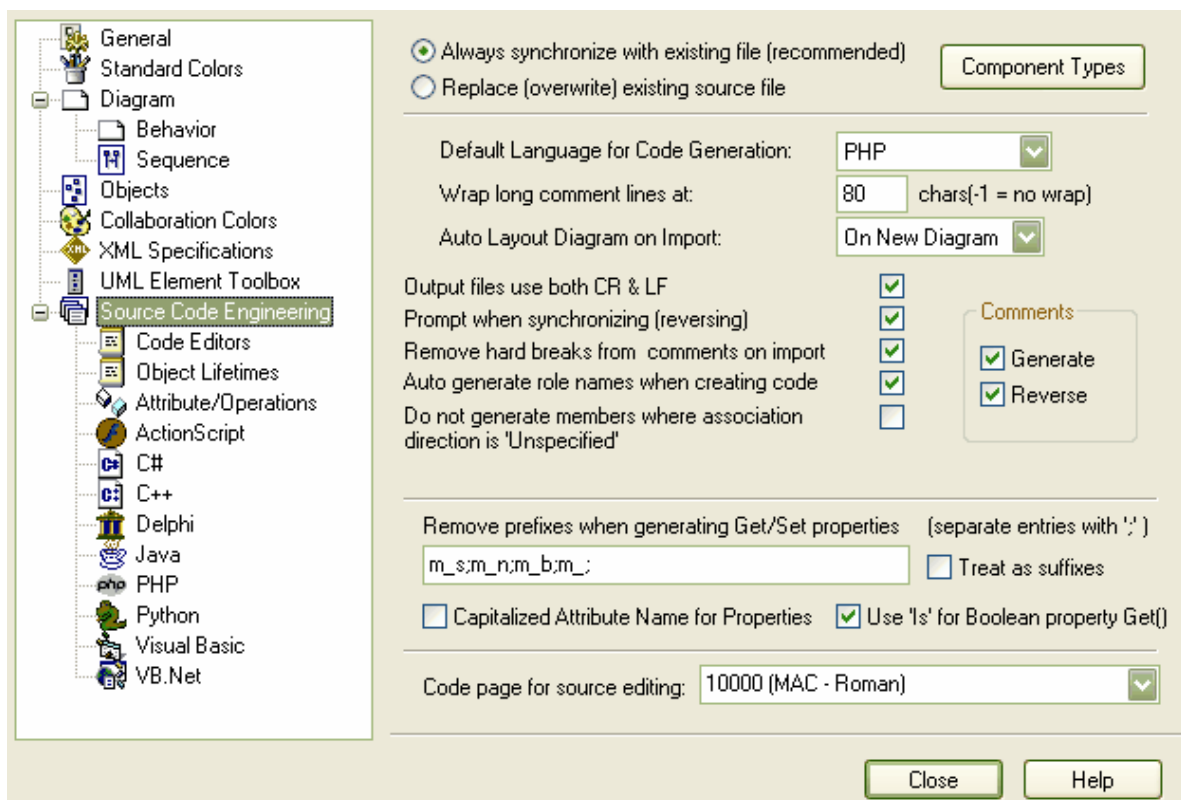 General
Standard Colors
Diagram
Behavior
Sequence
Objects
Collaboration Colors
XML Specifications
UML Element Toolbox
Source Code Engineering
Code Editors
Object Lifetimes
Attribute/Operations
ActionScript
C#
C++
Delphi
Java
PHP
Python
Visual Basic
VB.Net
Always synchronize with existing file (recommended)
Replace (overwrite) existing source file
Component Types
Default Language for Code Generation: PHP
Wrap long comment lines at: 80 chars(-1 = no wrap)
Auto Layout Diagram on Import: On New Diagram
Output files use both CR & LF
Prompt when synchronizing (reversing)
Remove hard breaks from comments on import
Auto generate role names when creating code
Do not generate members where association
direction is 'Unspecified'
Comments
Generate
Reverse
Remove prefixes when generating Get/Set properties (separate entries with ';' )
m_s;m_n;m_b;m_;
Treat as suffixes
Capitalized Attribute Name for Properties
Use 'Is' for Boolean property Get()
Code page for source editing: 10000 (MAC - Roman)
Close
Help